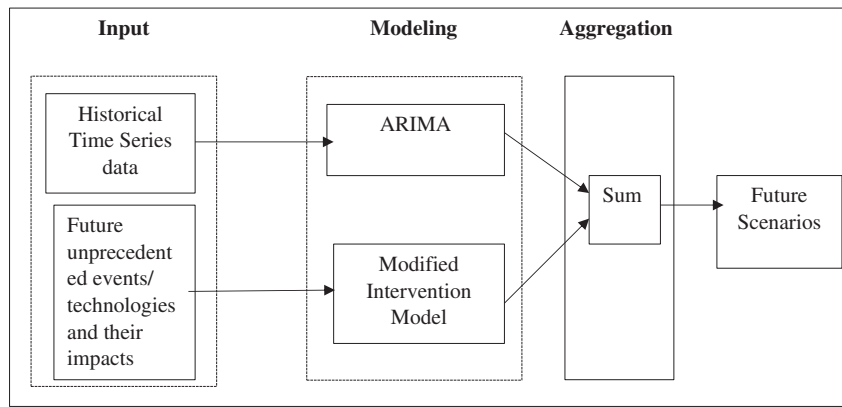 Input
Modeling
Aggregation
Historical
Time Series
data
ARIMA
Sum
Future
Scenarios
Future
unprecedent
ed events/
technologies
and their
impacts
Modified
Intervention
Model